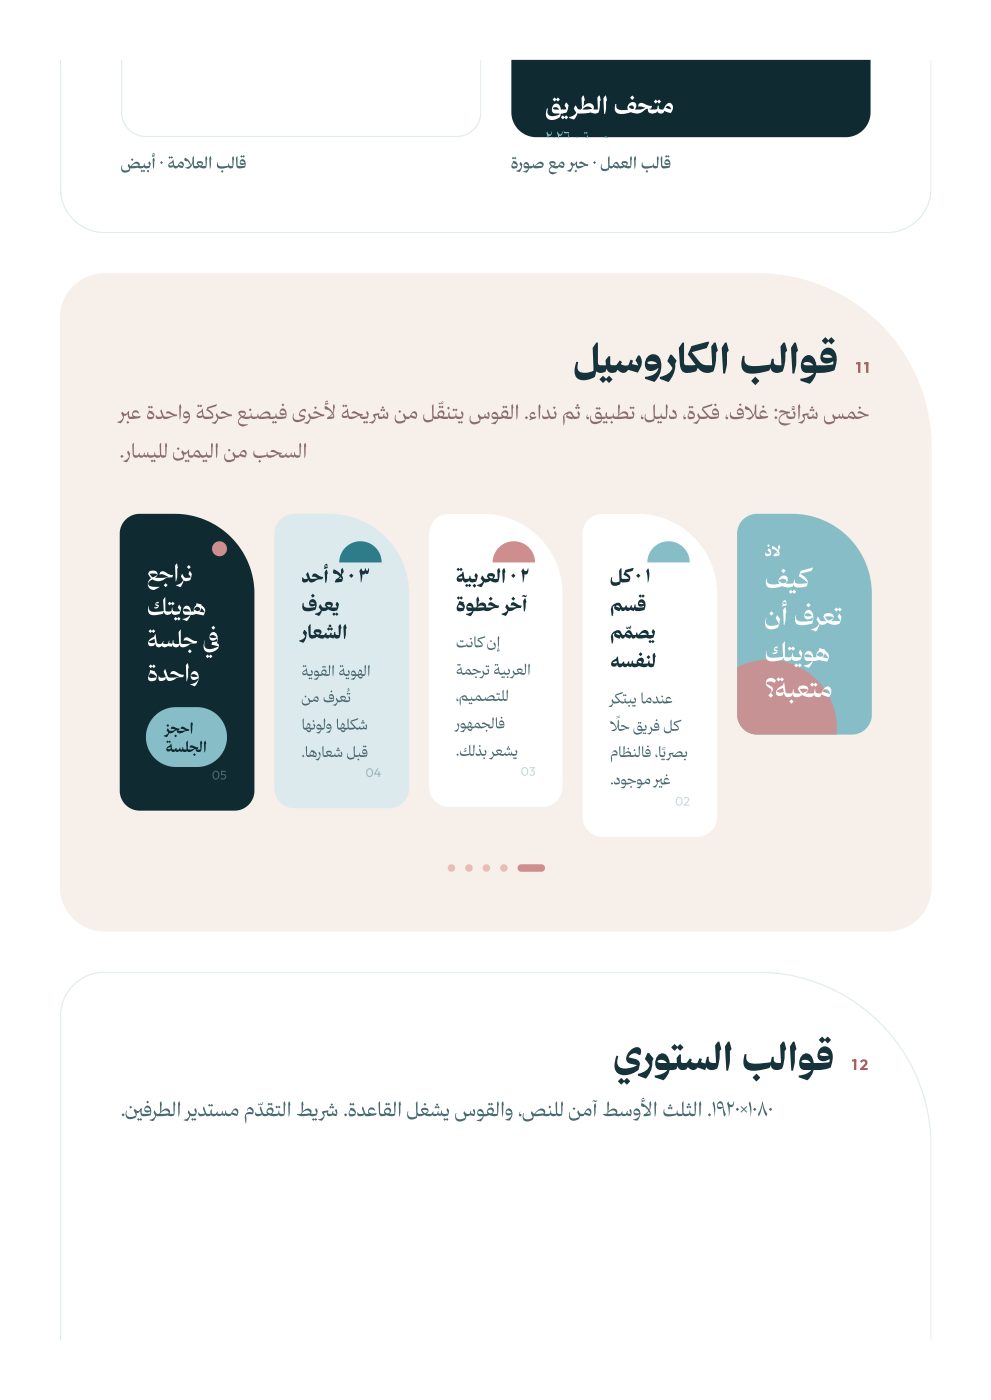 متحف الطريق
قالب العمل · حبر مع صورة
قالب العلامة · أبيض
11 قوالب الكاروسيل
خمس شرائح: غلاف، فكرة، دليل، تطبيق، ثم نداء. القوس يتنقّل من شريحة لأخرى فيصنع حركة واحدة عبر
السحب من اليمين لليسار.
لاذ
كيف
تعرف أن
هويتك
متعبة؟
٠١ كل
قسم
يصمّم
لنفسه
عندما يبتكر
كل فريق حلًا
بصريًا، فالنظام
غير موجود.
02
٠٢ العربية
آخر خطوة
إن كانت
العربية ترجمة
للتصميم،
فالجمهور
يشعر بذلك.
03
٠٣ لا أحد
يعرف
الشعار
الهوية القوية
تُعرف من
شكلها ولونها
قبل شعارها.
04
نراجع
هويتك
في جلسة
واحدة
احجز
الجلسة
05
12 قوالب الستوري
١٠٨٠×١٩٢٠. الثلث الأوسط آمن للنص، والقوس يشغل القاعدة. شريط التقدّم مستدير الطرفين.